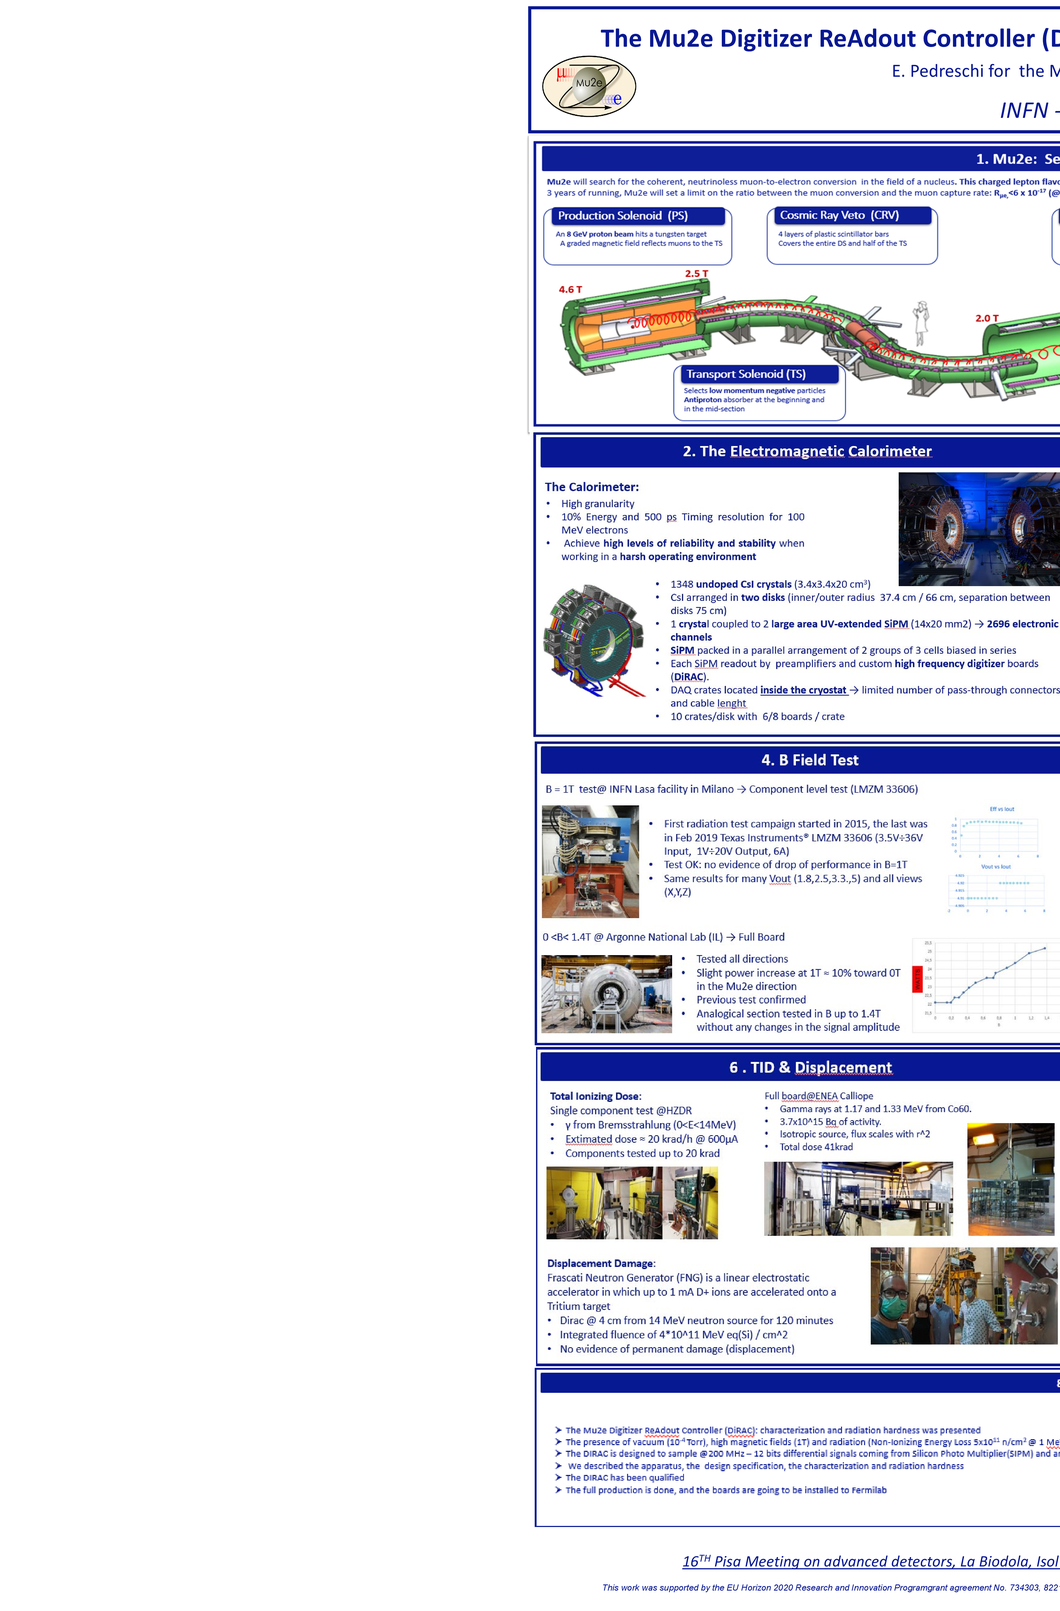 The Mu2e Digitizer ReAdout Controller (D
E. Pedreschi for the M
INFN -
μ
MU2e
e
1. Mu2e: Se
Mu2e will search for the coherent, neutrinoless muon-to-electron conversion in the field of a nucleus. This charged lepton flavo
3 years of running, Mu2e will set a limit on the ratio between the muon conversion and the muon capture rate: Rμe,<6 x 10-17 (@
Production Solenoid (PS)
An 8 GeV proton beam hits a tungsten target
A graded magnetic field reflects muons to the TS
Cosmic Ray Veto (CRV)
4 layers of plastic scintillator bars
Covers the entire DS and half of the TS
4.6 T
2.5 T
2.0 T
Transport Solenoid (TS)
Selects low momentum negative particles
Antiproton absorber at the beginning and
in the mid-section
2. The Electromagnetic Calorimeter
The Calorimeter:
• High granularity
• 10% Energy and 500 ps Timing resolution for 100
MeV electrons
• Achieve high levels of reliability and stability when
working in a harsh operating environment
• 1348 undoped CsI crystals (3.4x3.4x20 cm3)
• CsI arranged in two disks (inner/outer radius 37.4 cm / 66 cm, separation between
disks 75 cm)
• 1 crystal coupled to 2 large area UV-extended SiPM (14x20 mm2) → 2696 electronic
channels
• SiPM packed in a parallel arrangement of 2 groups of 3 cells biased in series
• Each SiPM readout by preamplifiers and custom high frequency digitizer boards
(DiRAC).
• DAQ crates located inside the cryostat → limited number of pass-through connectors
and cable lenght
• 10 crates/disk with 6/8 boards / crate
4. B Field Test
B = 1T test@ INFN Lasa facility in Milano → Component level test (LMZM 33606)
• First radiation test campaign started in 2015, the last was
in Feb 2019 Texas Instruments® LMZM 33606 (3.5V÷36V
Input, 1V÷20V Output, 6A)
• Test OK: no evidence of drop of performance in B=1T
• Same results for many Vout (1.8,2.5,3.3.,5) and all views
(X,Y,Z)
Eff vs Iout
Vout vs Iout
0 <B< 1.4T @ Argonne National Lab (IL) → Full Board
• Tested all directions
• Slight power increase at 1T ≈ 10% toward 0T
in the Mu2e direction
• Previous test confirmed
• Analogical section tested in B up to 1.4T
without any changes in the signal amplitude
WATTS
6 . TID & Displacement
Total Ionizing Dose:
Single component test @HZDR
• γ from Bremsstrahlung (0<E<14MeV)
• Extimated dose ≈ 20 krad/h @ 600μA
• Components tested up to 20 krad
Full board@ENEA Calliope
• Gamma rays at 1.17 and 1.33 MeV from Co60.
• 3.7x10^15 Bq of activity.
• Isotropic source, flux scales with r^2
• Total dose 41krad
Displacement Damage:
Frascati Neutron Generator (FNG) is a linear electrostatic
accelerator in which up to 1 mA D+ ions are accelerated onto a
Tritium target
• Dirac @ 4 cm from 14 MeV neutron source for 120 minutes
• Integrated fluence of 4*10^11 MeV eq(Si) / cm^2
• No evidence of permanent damage (displacement)
➢ The Mu2e Digitizer ReAdout Controller (DiRAC): characterization and radiation hardness was presented
➢ The presence of vacuum (10-4 Torr), high magnetic fields (1T) and radiation (Non-Ionizing Energy Loss 5x1011 n/cm2 @ 1 Me
➢ The DIRAC is designed to sample @200 MHz – 12 bits differential signals coming from Silicon Photo Multiplier(SiPM) and a
➢ We described the apparatus, the design specification, the characterization and radiation hardness
➢ The DIRAC has been qualified
➢ The full production is done, and the boards are going to be installed to Fermilab
16TH Pisa Meeting on advanced detectors, La Biodola, Isol
This work was supported by the EU Horizon 2020 Research and Innovation Programgrant agreement No. 734303, 822